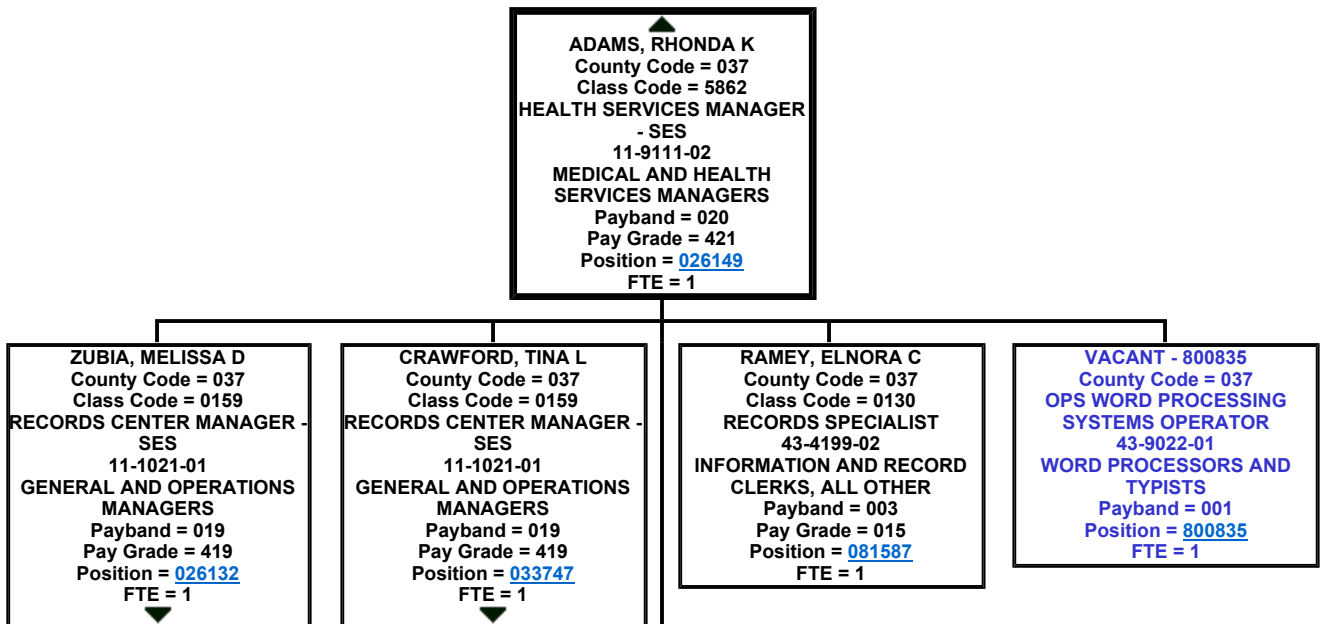 ADAMS, RHONDA K
County Code = 037
Class Code = 5862
HEALTH SERVICES MANAGER
- SES
11-9111-02
MEDICAL AND HEALTH
SERVICES MANAGERS
Payband = 020
Pay Grade = 421
Position = 026149
FTE = 1
ZUBIA, MELISSA D
County Code = 037
Class Code = 0159
RECORDS CENTER MANAGER -
SES
11-1021-01
GENERAL AND OPERATIONS
MANAGERS
Payband = 019
Pay Grade = 419
Position = 026132
FTE = 1
CRAWFORD, TINA L
County Code = 037
Class Code = 0159
RECORDS CENTER MANAGER -
SES
11-1021-01
GENERAL AND OPERATIONS
MANAGERS
Payband = 019
Pay Grade = 419
Position = 033747
FTE = 1
RAMEY, ELNORA C
County Code = 037
Class Code = 0130
RECORDS SPECIALIST
43-4199-02
INFORMATION AND RECORD
CLERKS, ALL OTHER
Payband = 003
Pay Grade = 015
Position = 081587
FTE = 1
VACANT - 800835
County Code = 037
OPS WORD PROCESSING
SYSTEMS OPERATOR
43-9022-01
WORD PROCESSORS AND
TYPISTS
Payband = 001
Position = 800835
FTE = 1